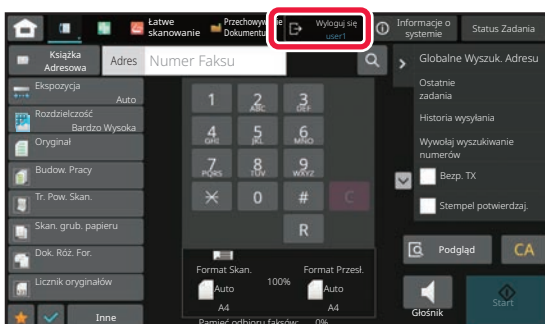 Łatwe skanowanie
Przechowywanie Dokumentu
Wyloguj się
user1
Informacje o systemie
Status Zadania
Książka Adresowa
Adres
Numer Faksu
Globalne Wyszuk. Adresu
Ekspozycja
Auto
Rozdzielczość
Bardzo Wysoka
Oryginał
Budow. Pracy
Tr. Pow. Skan.
Skan. grub. papieru
Dok. Róż. For.
Licznik oryginałów
Inne
1
2 ABC
3 DEF
4 GHI
5 JKL
6 MNO
7 PQRS
8 TUV
9 WXYZ
0
#
C
R
Format Skan.
100%
Format Przesł.
Auto
Auto
A4
A4
Pamięć odbioru faksów: 0%
Ostatnie zadania
Historia wysyłania
Wywołaj wyszukiwanie numerów
Bezp. TX
Stempel potwierdzaj.
Podgląd
CA
Głośnik
Start